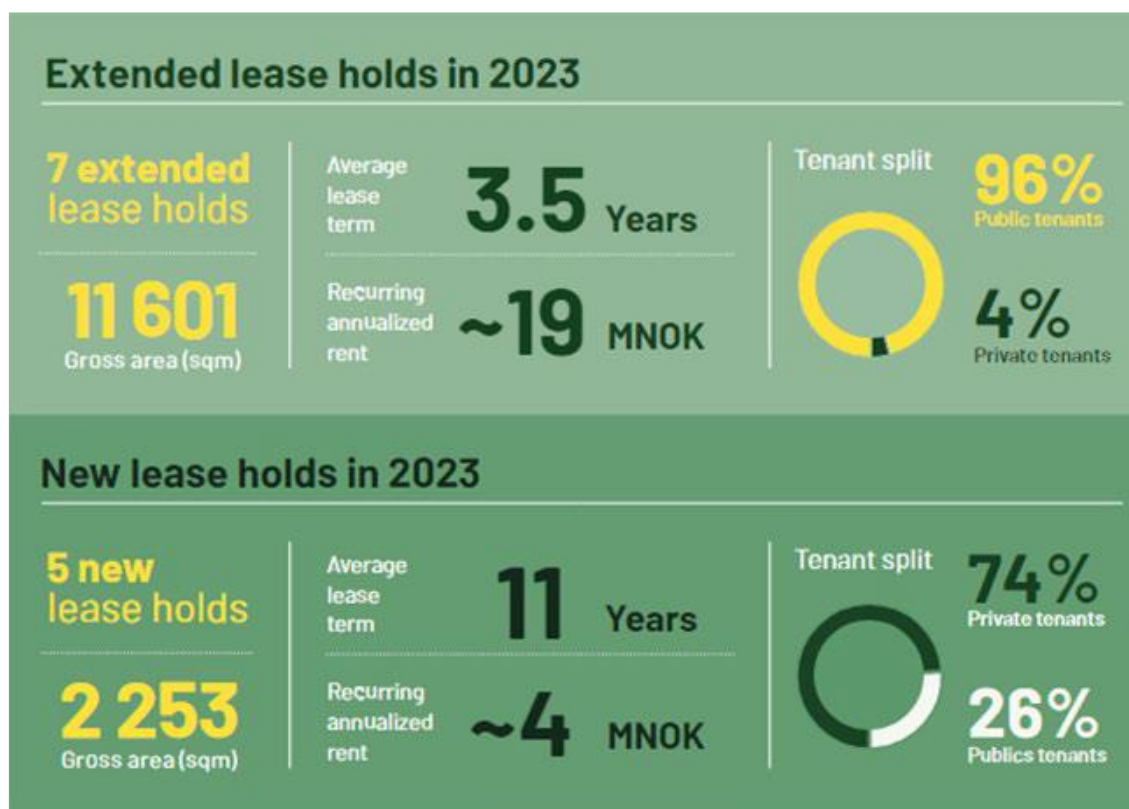 Extended lease holds in 2023
7 extended
lease holds
11 601
Gross area (sqm)
Average
lease
term
3.5 Years
Recurring
annualized
rent
~19 MNOK
Tenant split
96%
Public tenants
4%
Private tenants
New lease holds in 2023
5 new
lease holds
2 253
Gross area (sqm)
Average
lease
term
11 Years
Recurring
annualized
rent
~4 MNOK
Tenant split
74%
Private tenants
26%
Publics tenants